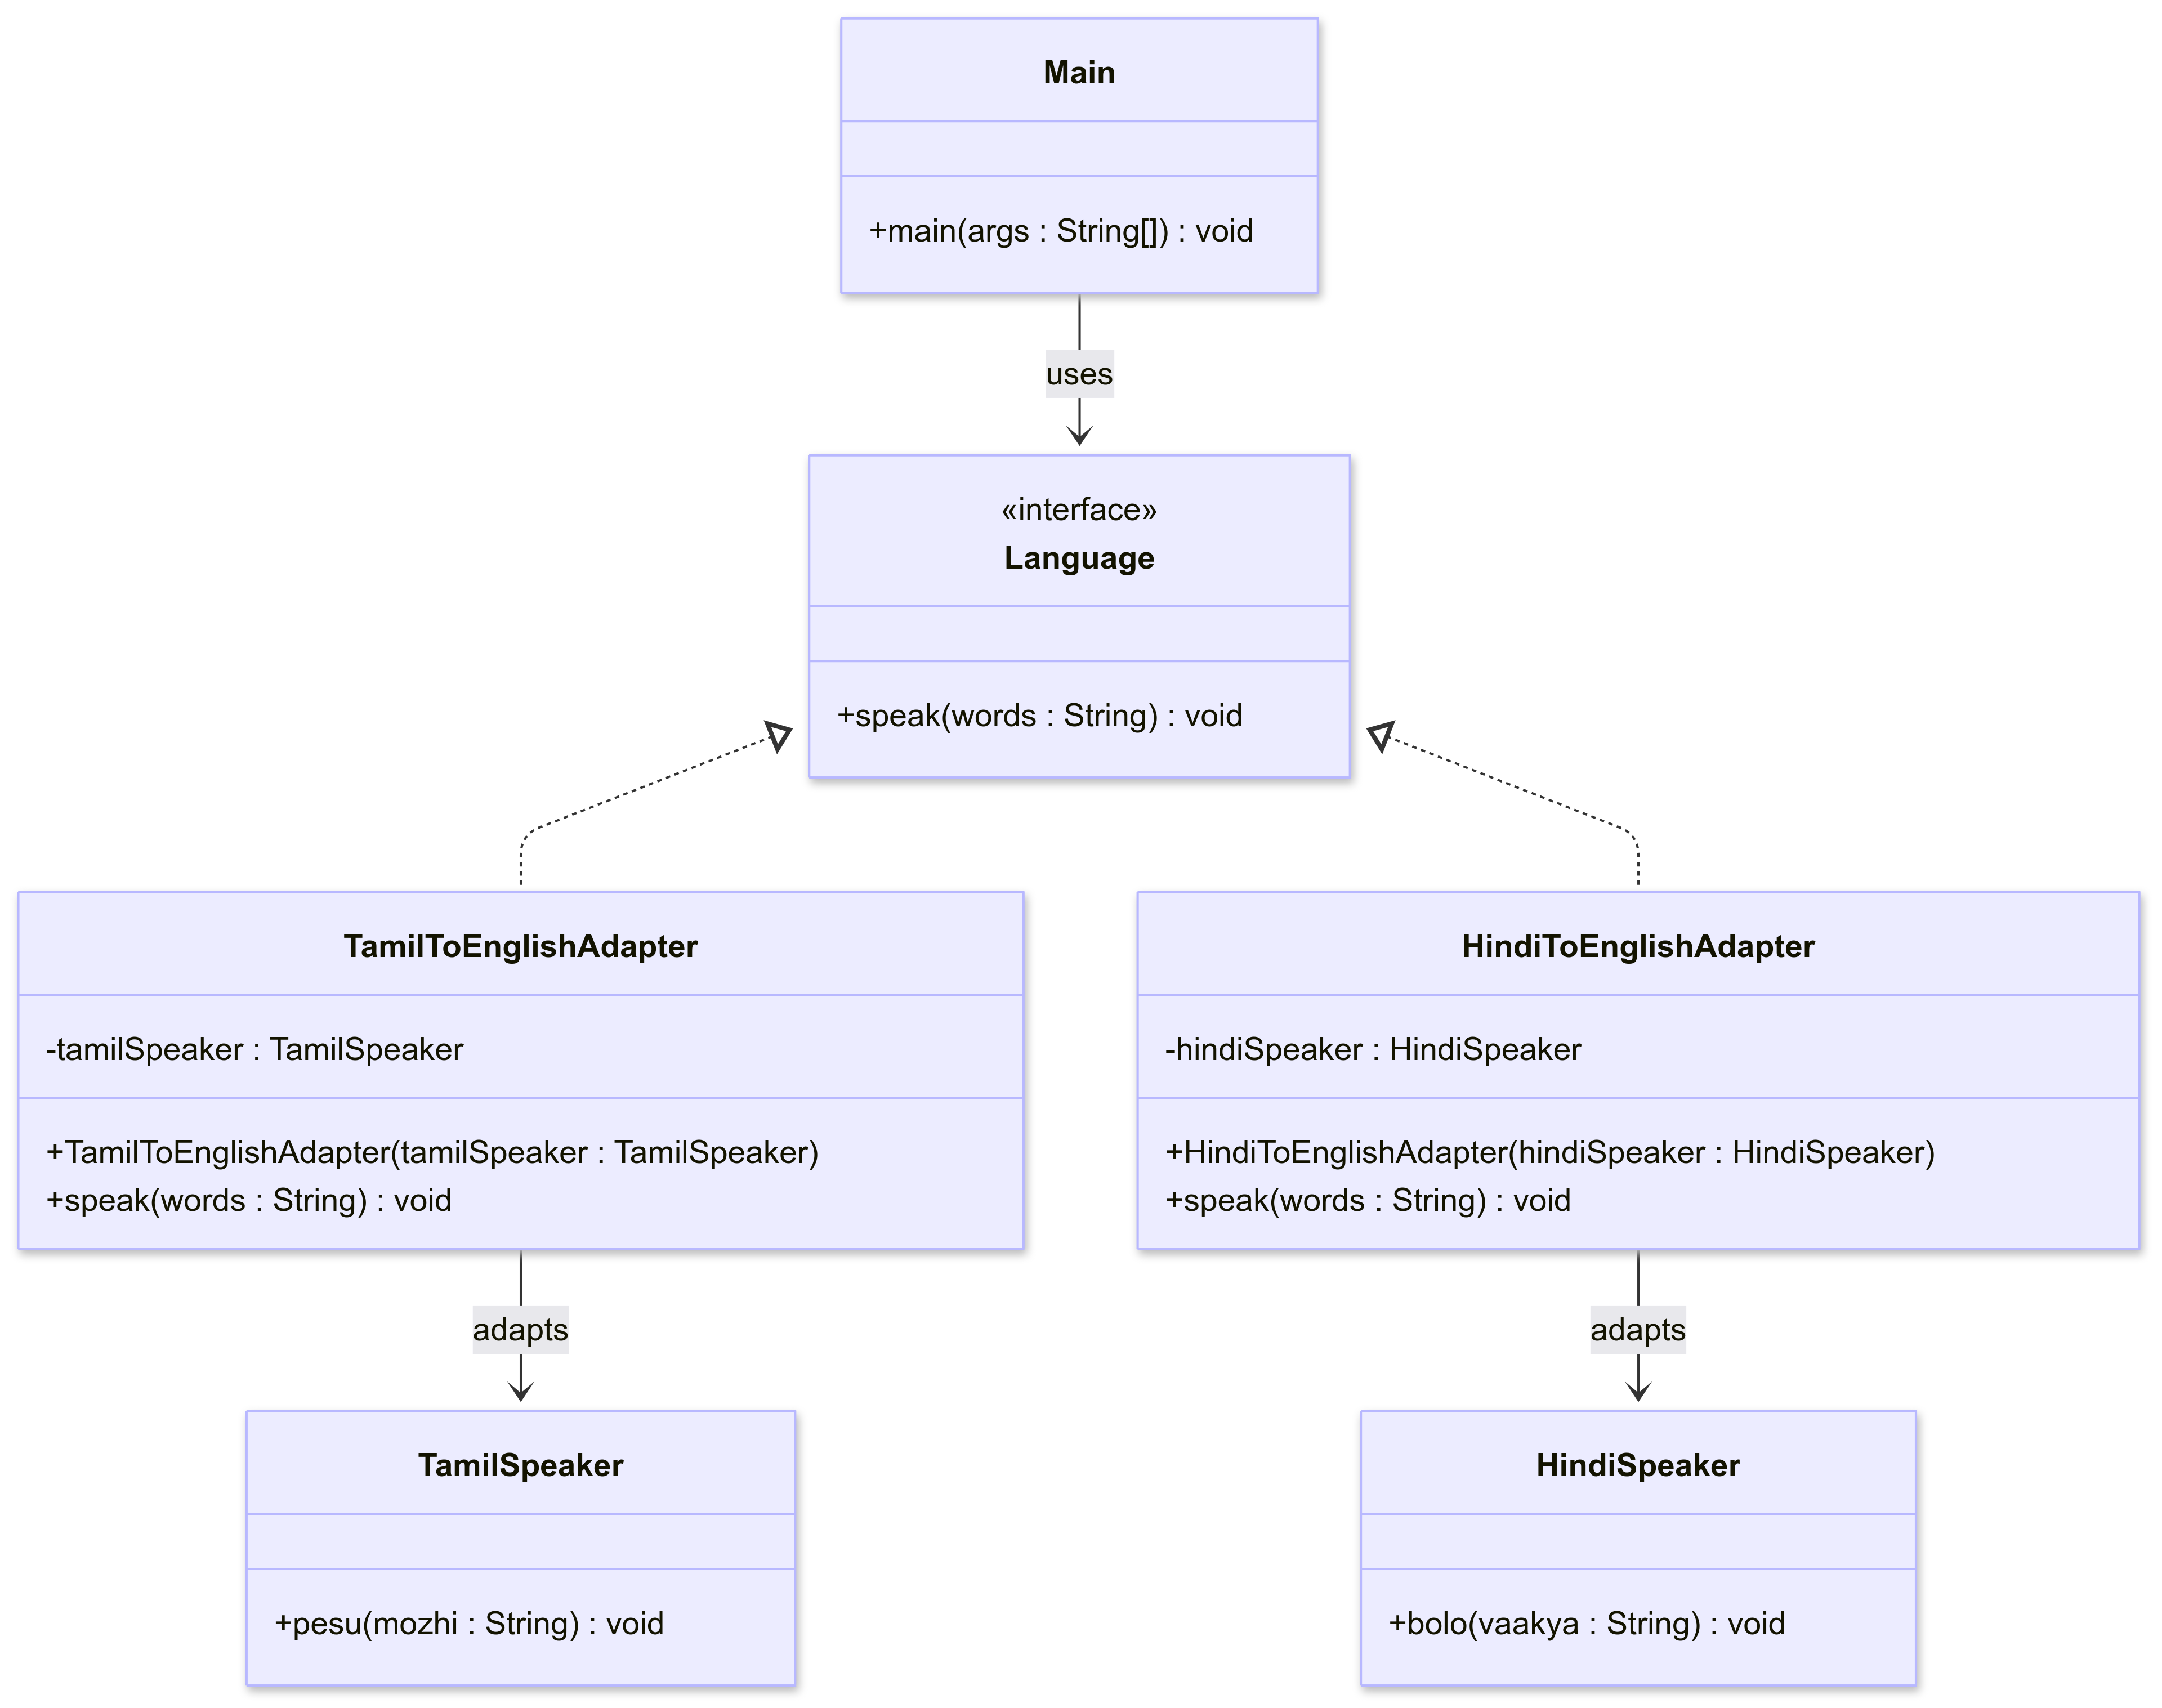 Main
+main(args : String[]) : void
uses
«interface»
Language
+speak(words : String) : void
TamilToEnglishAdapter
-tamilSpeaker : TamilSpeaker
+TamilToEnglishAdapter(tamilSpeaker : TamilSpeaker)
+speak(words : String) : void
HindiToEnglishAdapter
-hindiSpeaker : HindiSpeaker
+HindiToEnglishAdapter(hindiSpeaker : HindiSpeaker)
+speak(words : String) : void
adapts
adapts
TamilSpeaker
+pesu(mozhi : String) : void
HindiSpeaker
+bolo(vaakya : String) : void